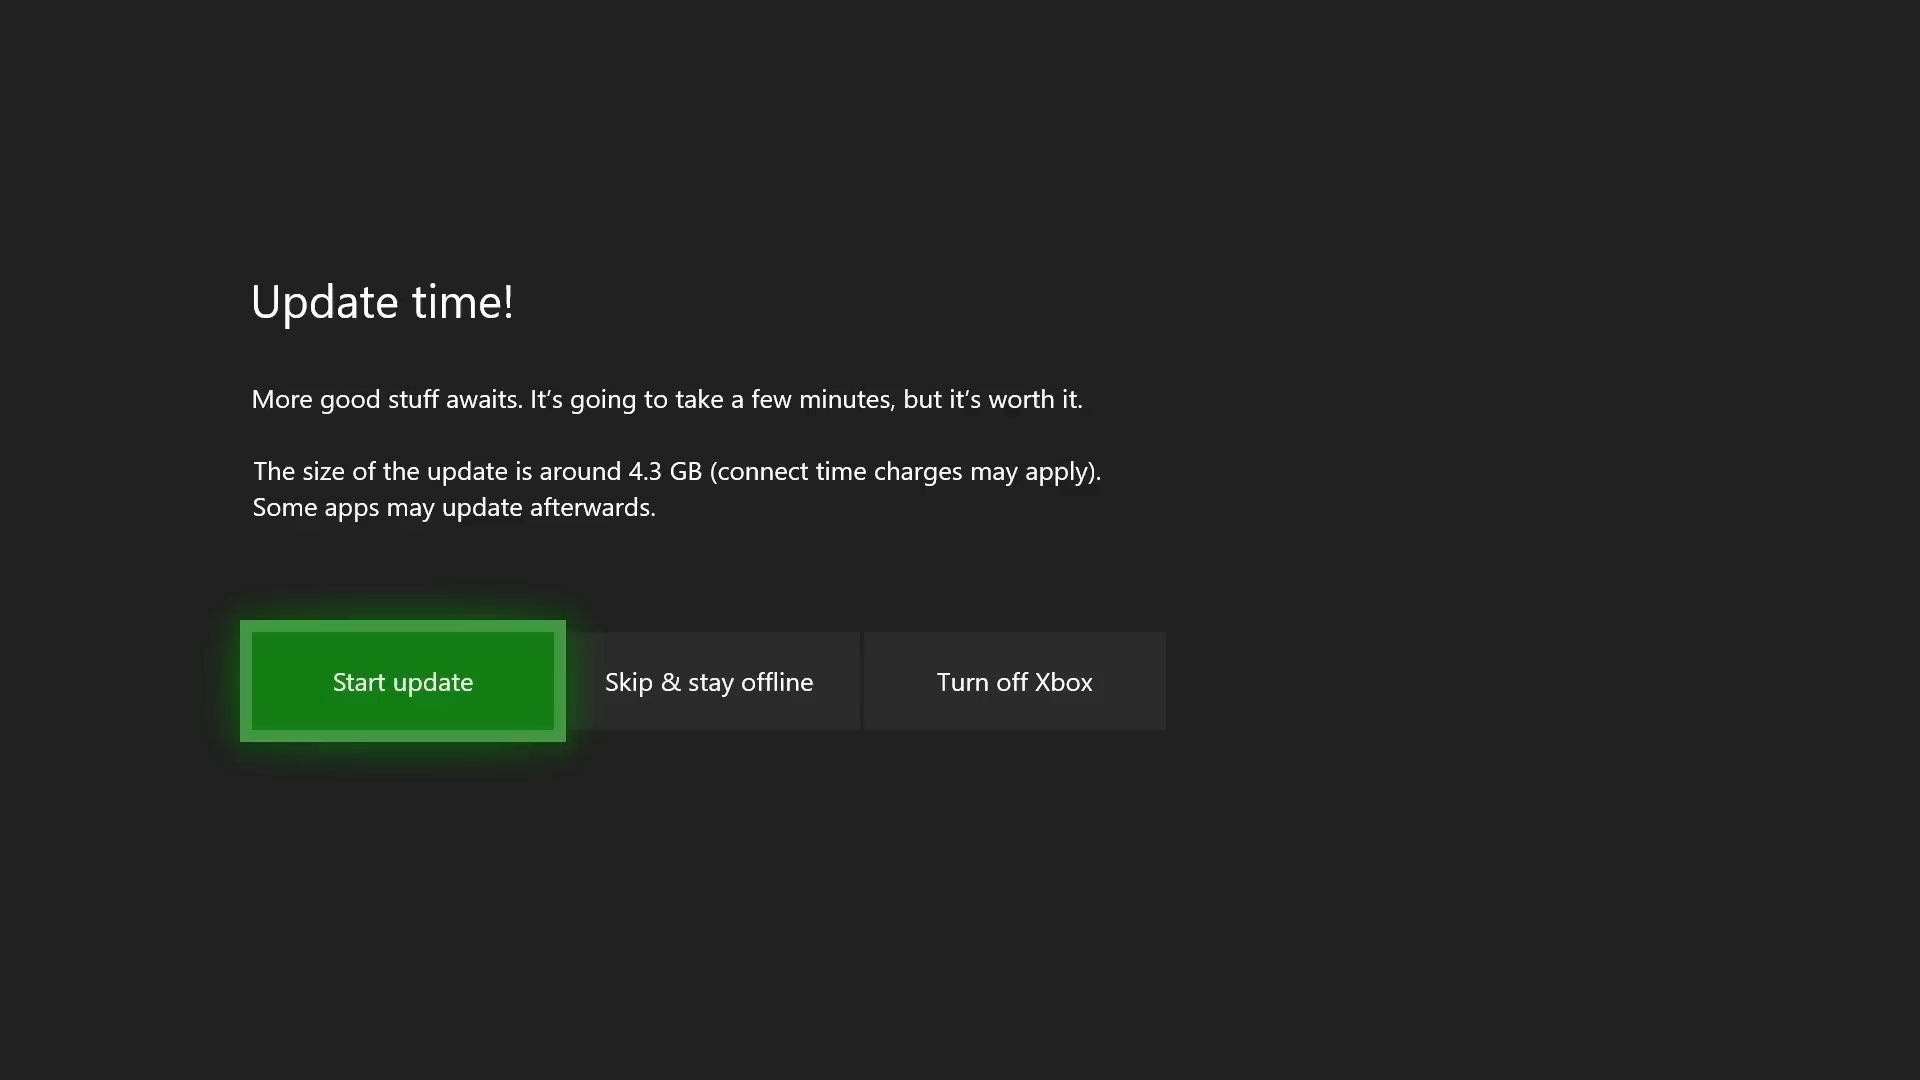 Update time!
More good stuff awaits. It’s going to take a few minutes, but it’s worth it.
The size of the update is around 4.3 GB (connect time charges may apply).
Some apps may update afterwards.
Start update
Skip & stay offline
Turn off Xbox